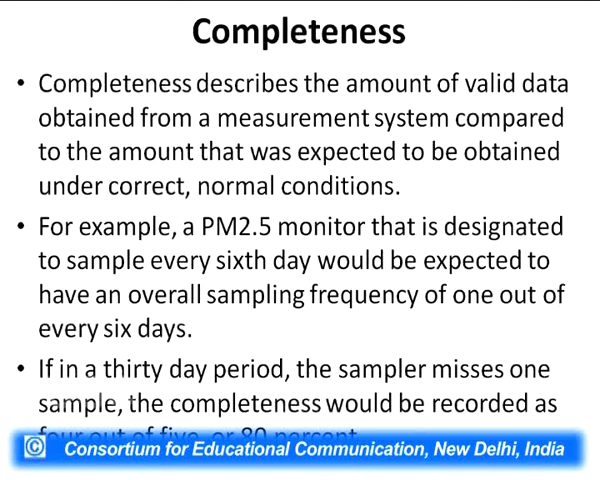 Completeness
• Completeness describes the amount of valid data
obtained from a measurement system compared
to the amount that was expected to be obtained
under correct, normal conditions.
• For example, a PM2.5 monitor that is designated
to sample every sixth day would be expected to
have an overall sampling frequency of one out of
every six days.
• If in a thirty day period, the sampler misses one
sample, the completeness would be recorded as
four out of five, or 80 percent
© Consortium for Educational Communication, New Delhi, India